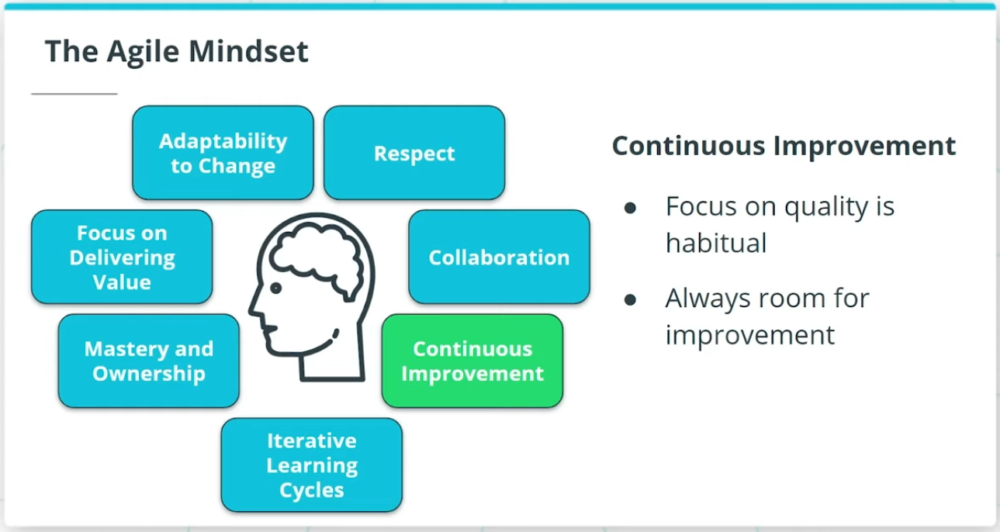 The Agile Mindset
Adaptability
to Change
Respect
Focus on
Delivering
Value
Collaboration
Mastery and
Ownership
Continuous
Improvement
Iterative
Learning
Cycles
Continuous Improvement
● Focus on quality is
habitual
● Always room for
improvement